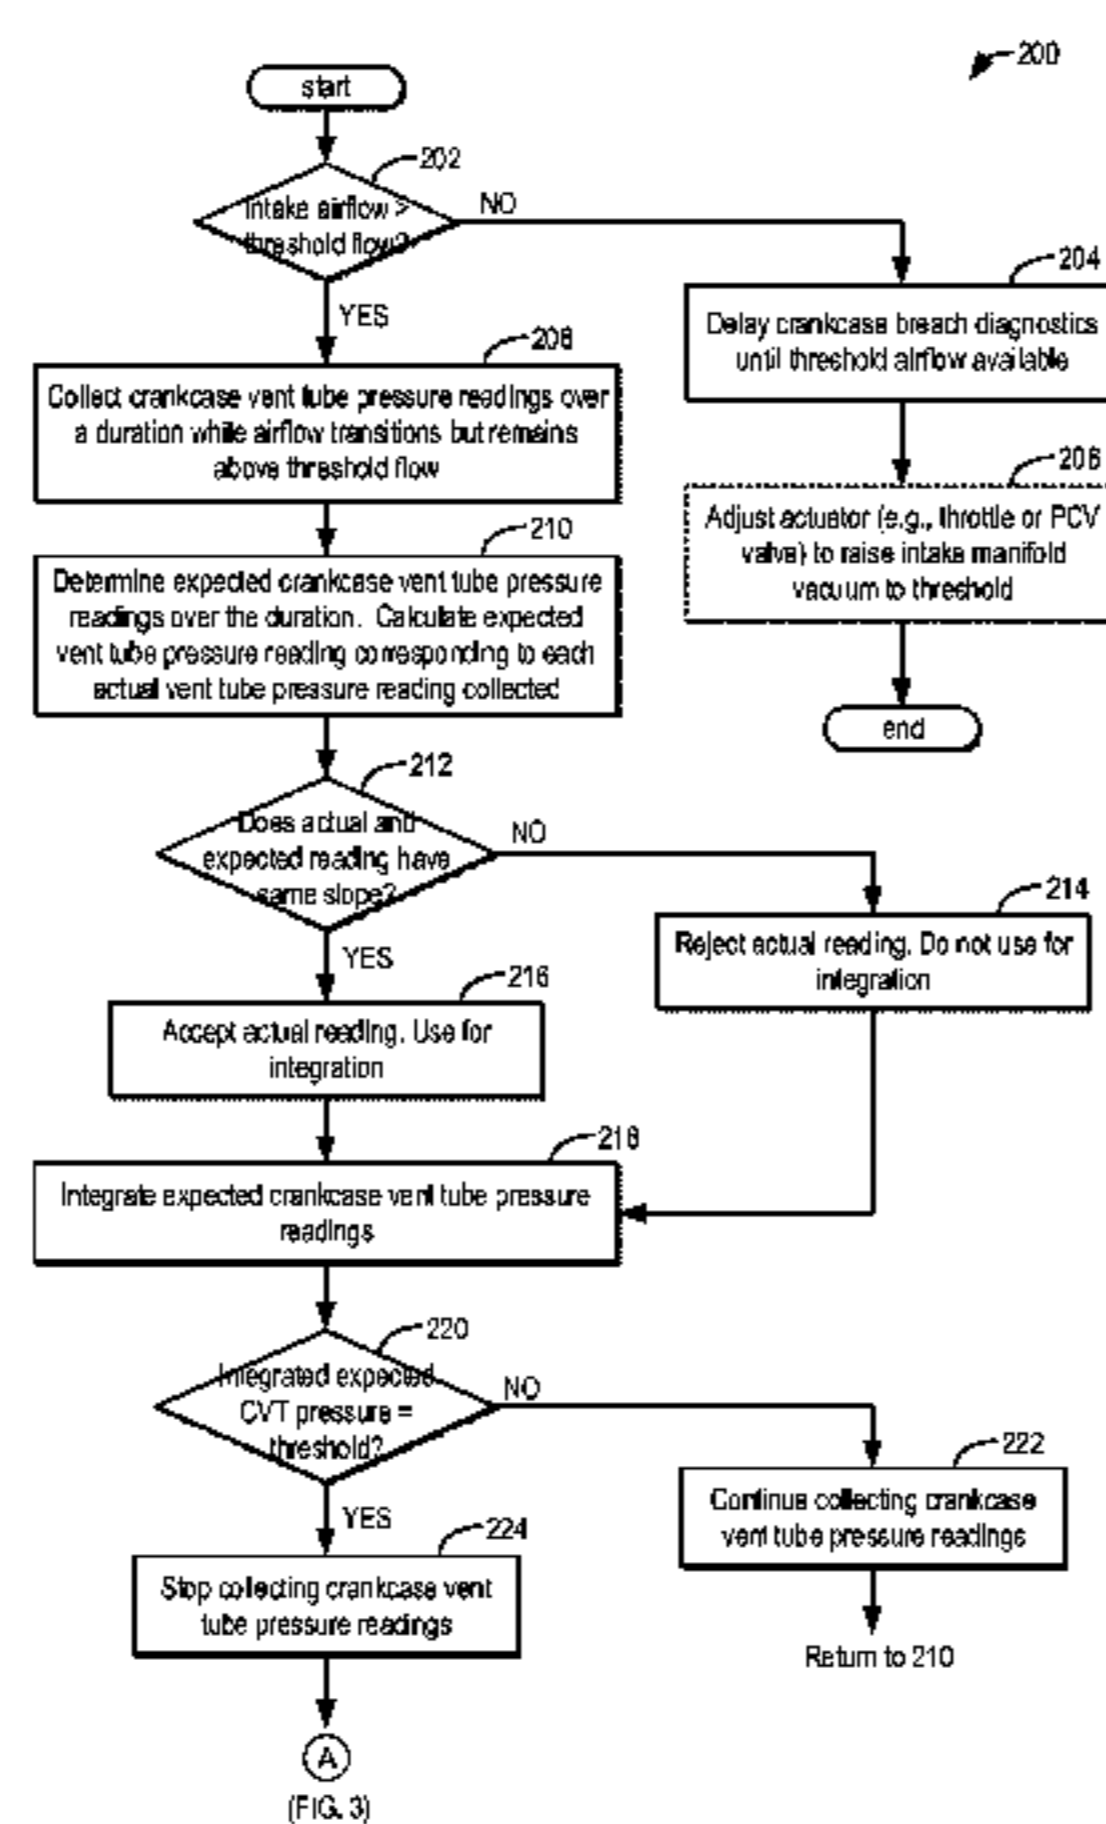 200
start
202
Intake airflow >
threshold flow?
NO
YES
204
Delay crankcase breach diagnostics
until threshold airflow available
206
Adjust actuator (e.g., throttle or PCV
valve) to raise intake manifold
vacuum to threshold
end
208
Collect crankcase vent tube pressure readings over
a duration while airflow transitions but remains
above threshold flow
210
Determine expected crankcase vent tube pressure
readings over the duration. Calculate expected
vent tube pressure reading corresponding to each
actual vent tube pressure reading collected
212
Does actual and
expected reading have
same slope?
NO
YES
214
Reject actual reading. Do not use for
integration
216
Accept actual reading. Use for
integration
218
Integrate expected crankcase vent tube pressure
readings
220
Integrated expected
CVT pressure =
threshold?
NO
YES
222
Continue collecting crankcase
vent tube pressure readings
Return to 210
224
Stop collecting crankcase vent
tube pressure readings
A
(FIG. 3)